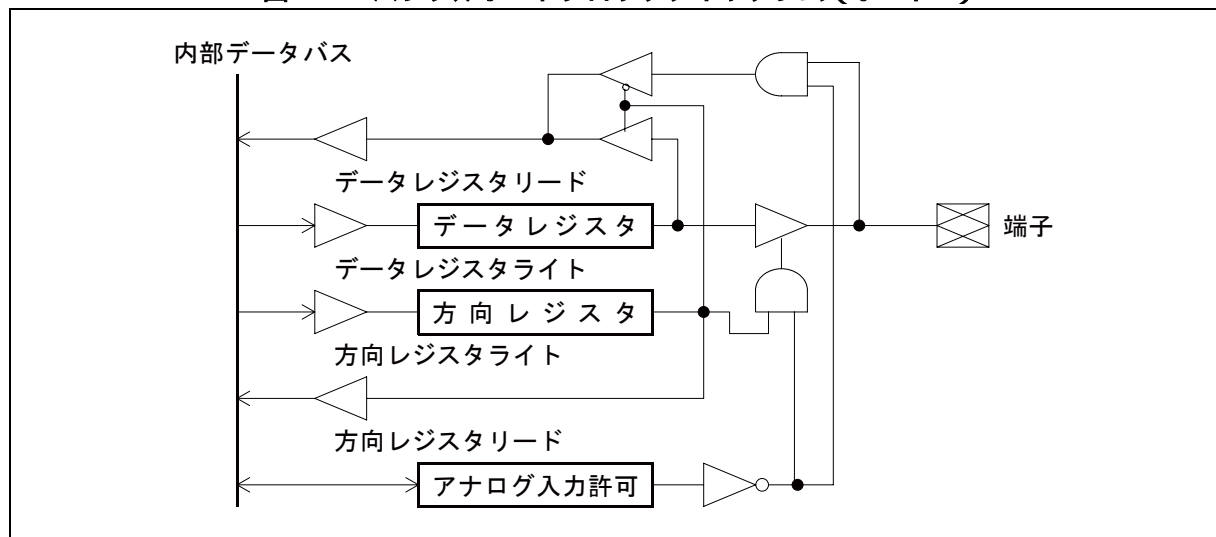 内部データバス
データレジスタリード
データレジスタ
端子
データレジスタライト
方向レジスタ
方向レジスタライト
方向レジスタリード
アナログ入力許可